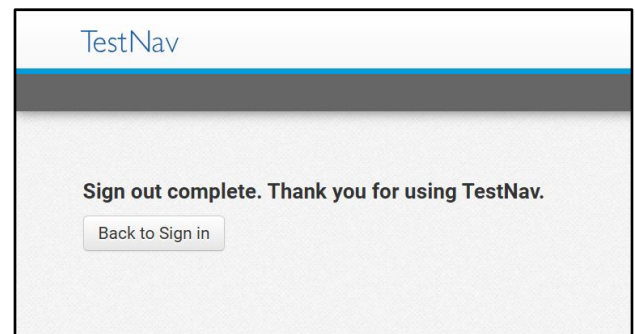 TestNav
Sign out complete. Thank you for using TestNav.
Back to Sign in